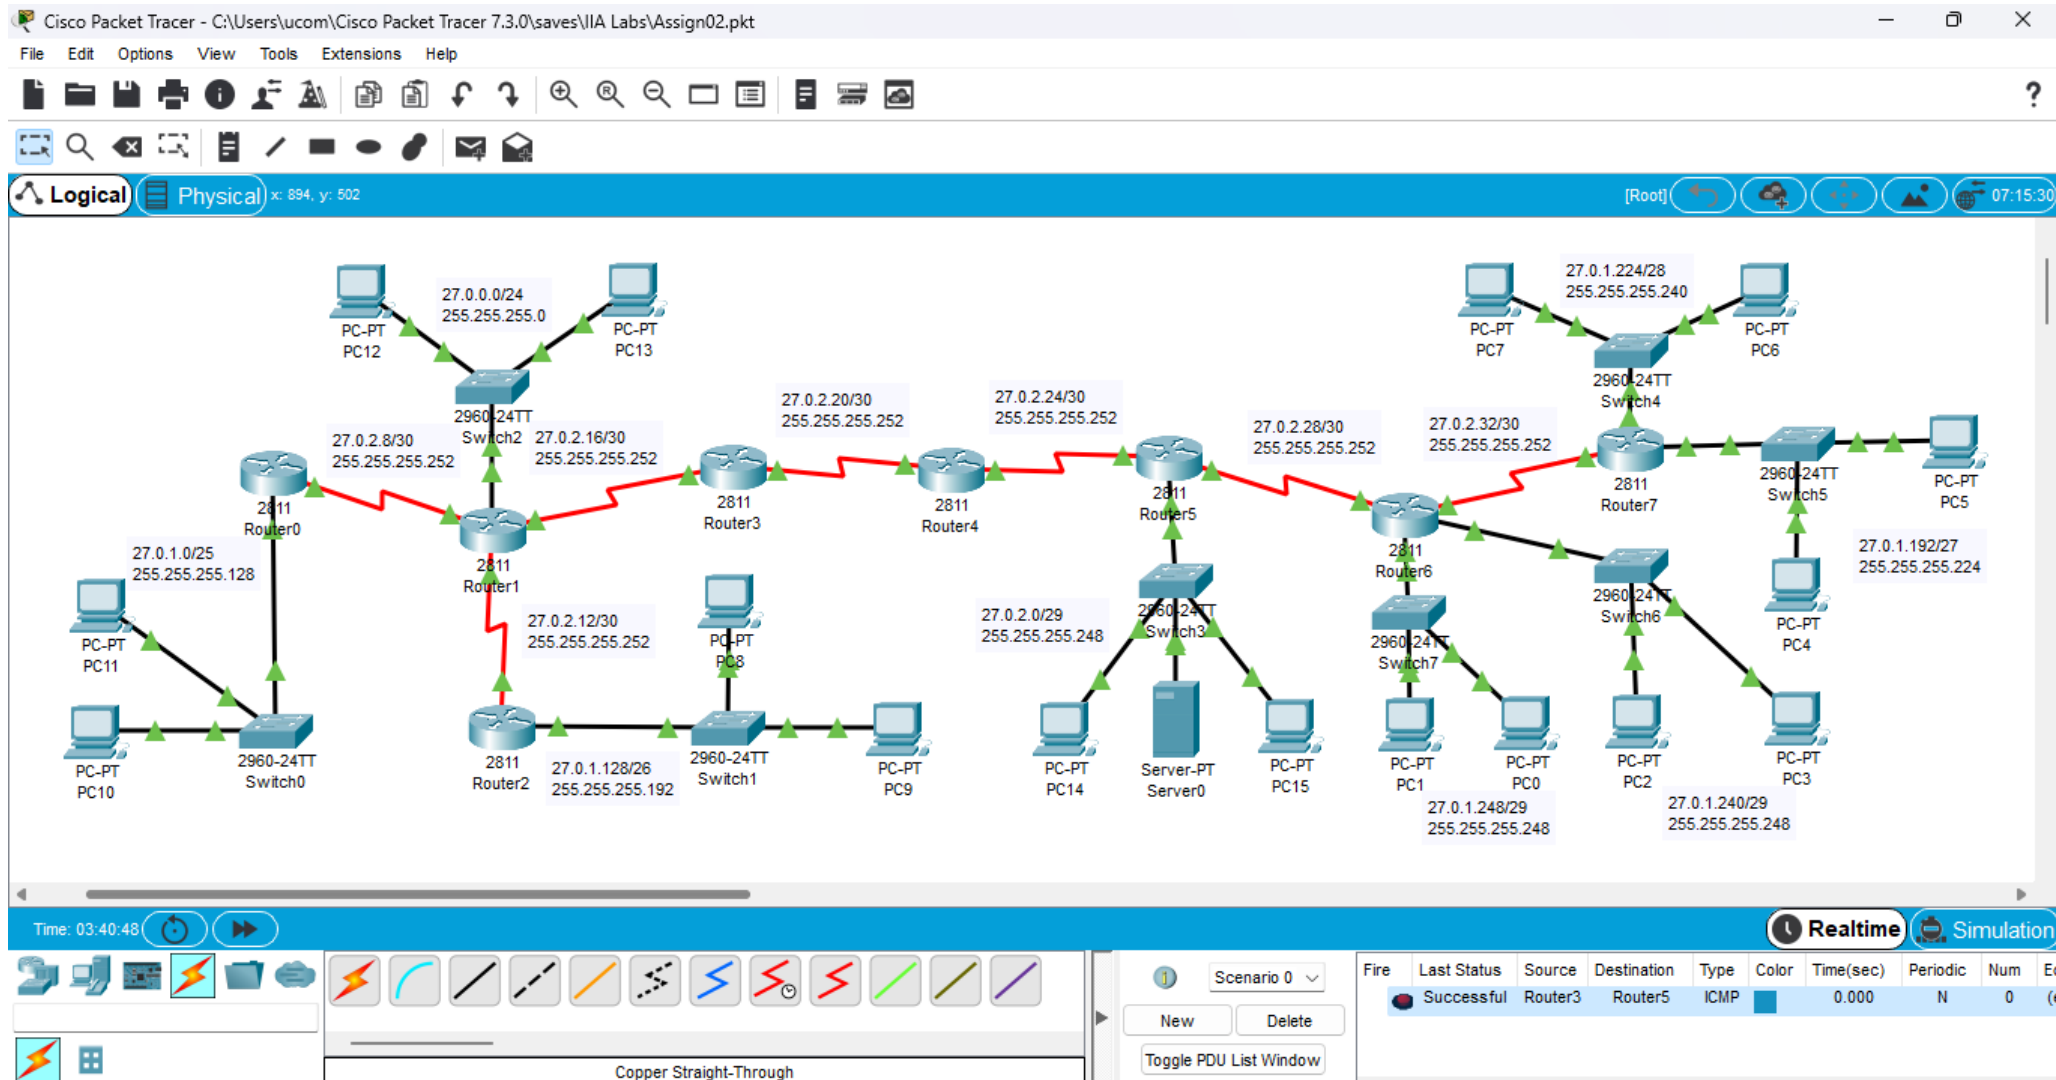 Cisco Packet Tracer - C:\Users\ucom\Cisco Packet Tracer 7.3.0\saves\IIA Labs\Assign02.pkt
File Edit Options View Tools Extensions Help
Logical Physical x: 894, y: 502 [Root] 07:15:30
27.0.0.0/24
255.255.255.0
PC-PT
PC12
PC-PT
PC13
2960-24TT
Switch2
27.0.1.224/28
255.255.255.240
PC-PT
PC7
PC-PT
PC6
2960-24TT
Switch4
27.0.2.8/30
255.255.255.252
27.0.2.16/30
255.255.255.252
27.0.2.20/30
255.255.255.252
27.0.2.24/30
255.255.255.252
27.0.2.28/30
255.255.255.252
27.0.2.32/30
255.255.255.252
2811
Router0
2811
Router1
2811
Router3
2811
Router4
2811
Router5
2811
Router6
2811
Router7
2960-24TT
Switch5
PC-PT
PC5
27.0.1.192/27
255.255.255.224
PC-PT
PC4
27.0.1.0/25
255.255.255.128
PC-PT
PC11
PC-PT
PC10
2960-24TT
Switch0
27.0.2.12/30
255.255.255.252
PC-PT
PC8
2811
Router2
27.0.1.128/26
255.255.255.192
2960-24TT
Switch1
PC-PT
PC9
27.0.2.0/29
255.255.255.248
2960-24TT
Switch3
PC-PT
PC14
Server-PT
Server0
PC-PT
PC15
2960-24TT
Switch7
2960-24TT
Switch6
PC-PT
PC1
PC-PT
PC0
PC-PT
PC2
PC-PT
PC3
27.0.1.248/29
255.255.255.248
27.0.1.240/29
255.255.255.248
Time: 03:40:48 Realtime Simulation
Scenario 0
New Delete
Toggle PDU List Window
Fire Last Status Source Destination Type Color Time(sec) Periodic Num
Successful Router3 Router5 ICMP 0.000 N 0
Copper Straight-Through